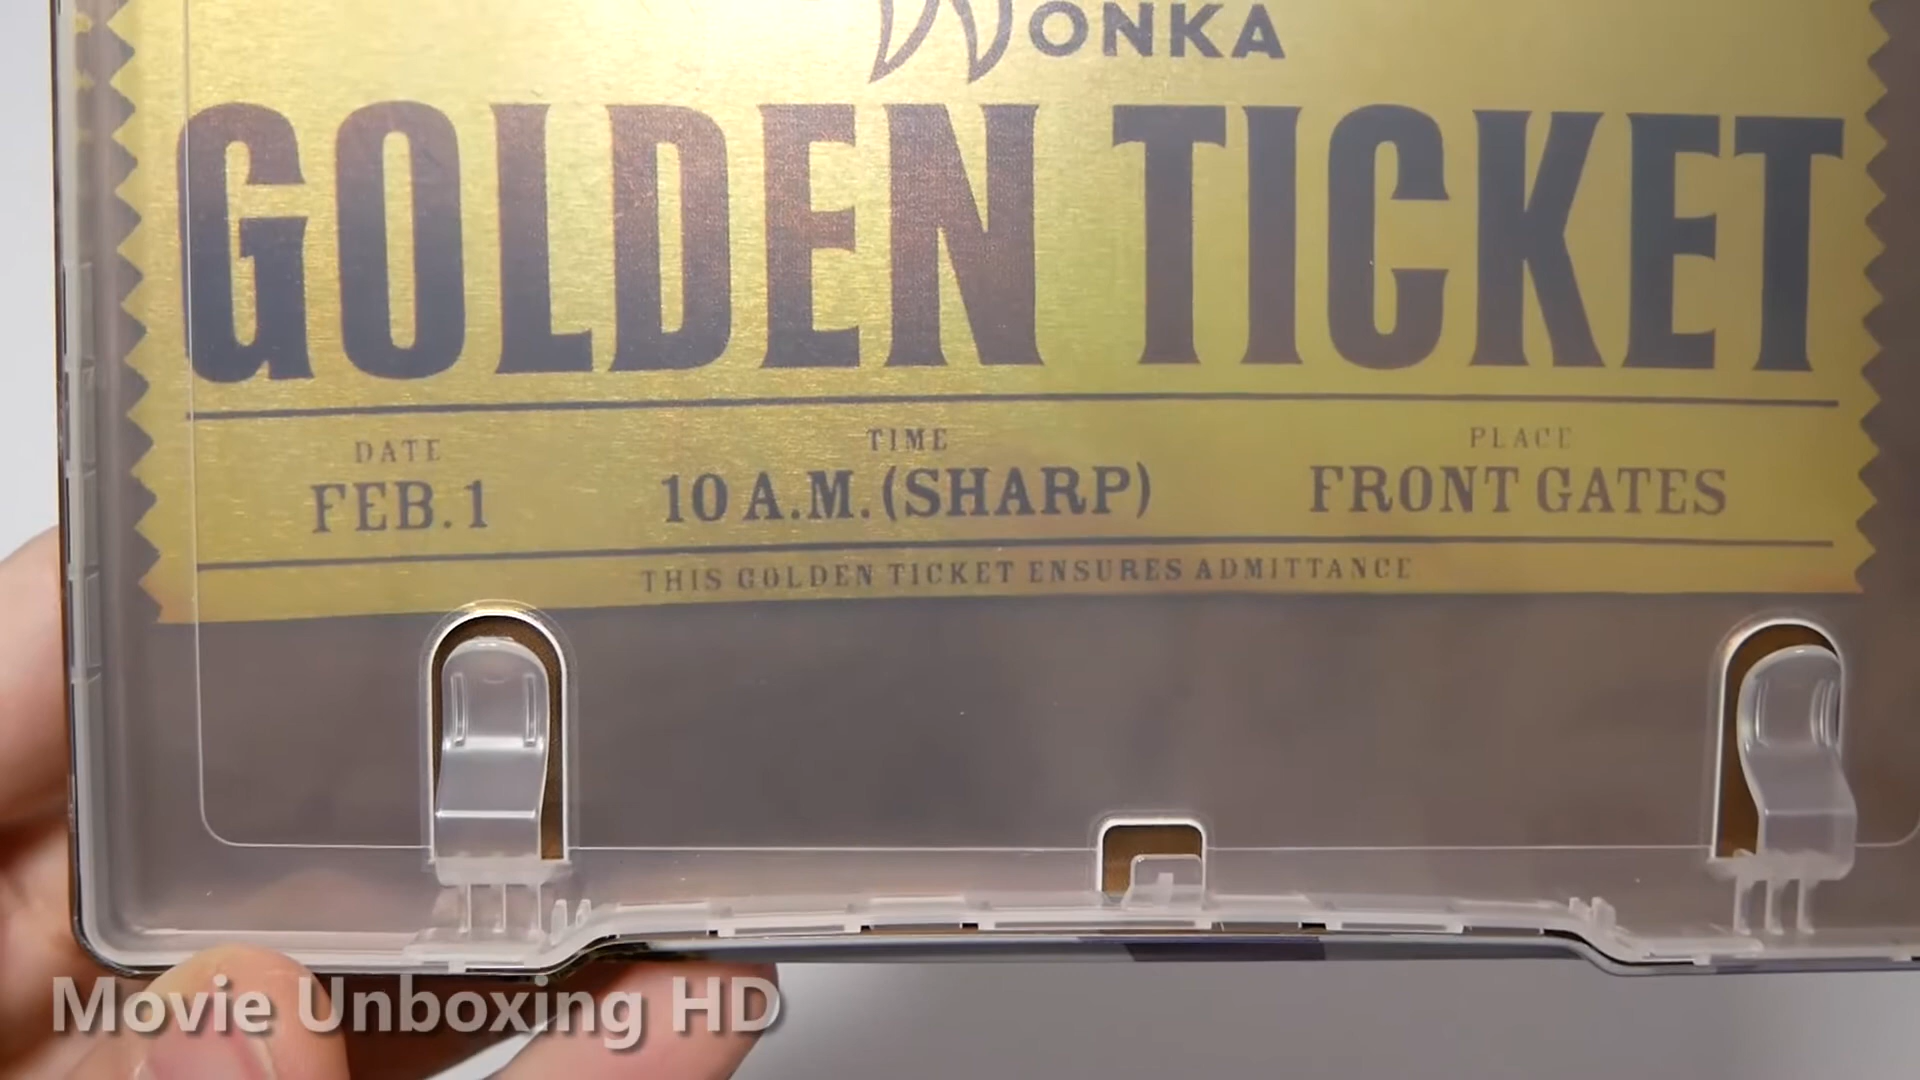 WONKA
GOLDEN TICKET
DATE
FEB. 1
TIME
10 A.M. (SHARP)
PLACE
FRONT GATES
THIS GOLDEN TICKET ENSURES ADMITTANCE
Movie Unboxing HD